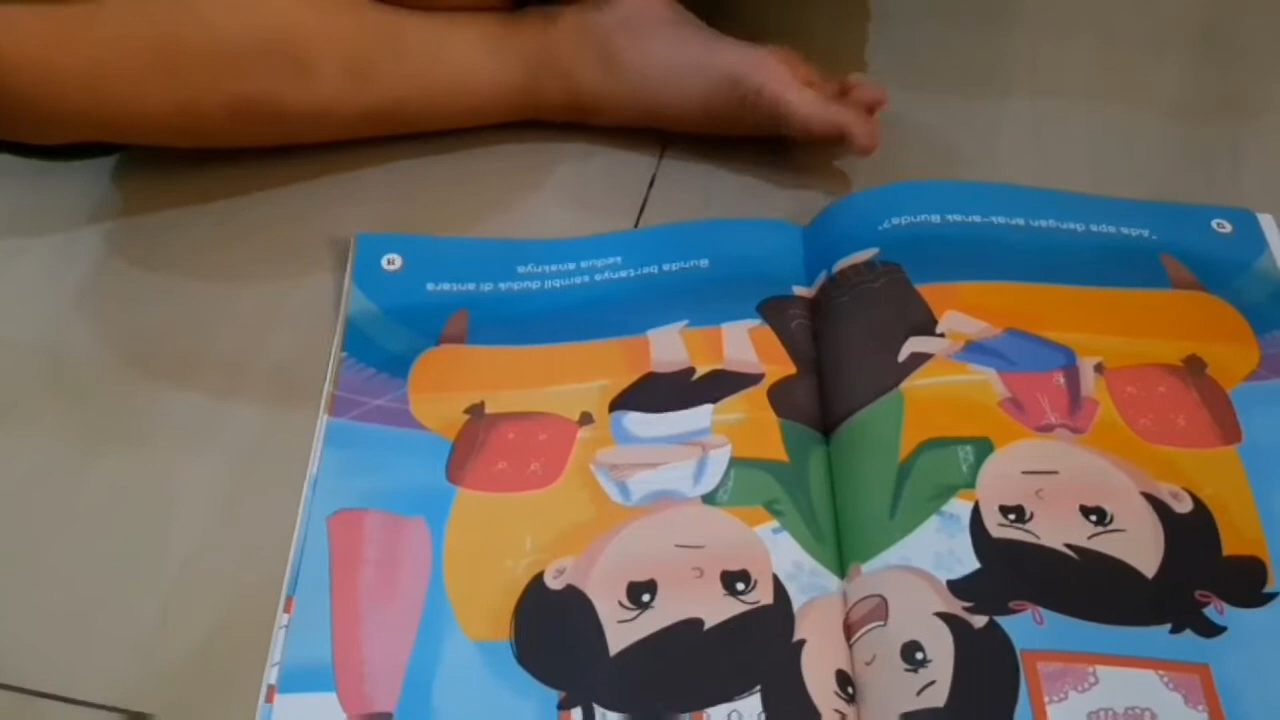 "Ada apa dengan anak-anak Bunda?"
Bunda bertanya sambil duduk di antara
kedua anaknya